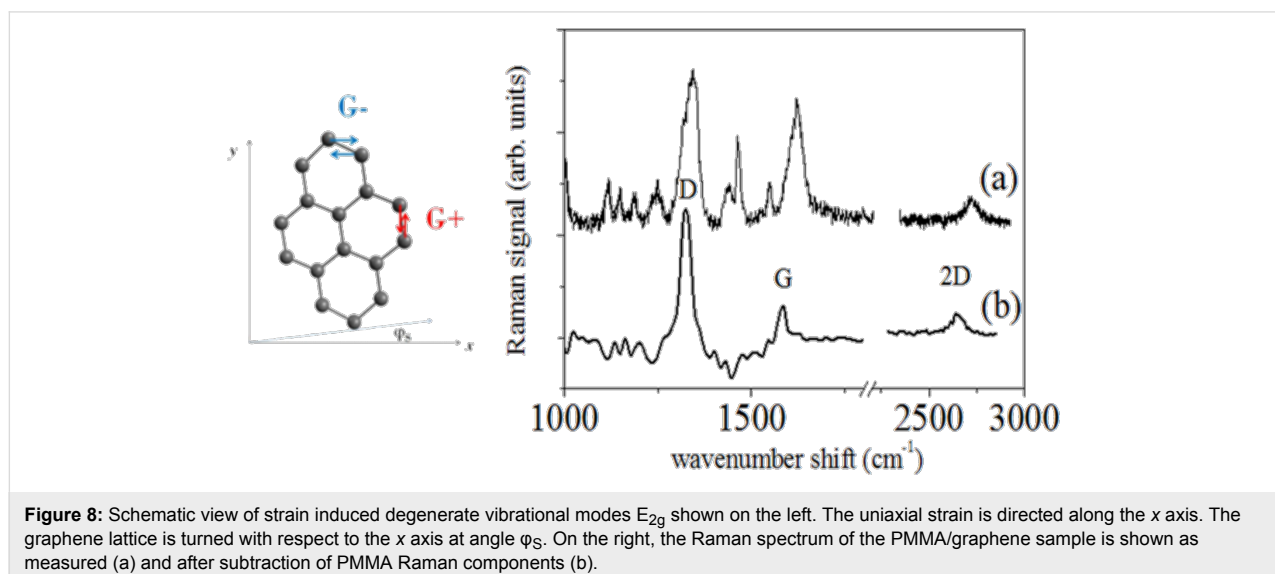 G-
y
G+
φS
x
Raman signal (arb. units)
(a)
D
G
2D
(b)
1000
1500
2500
3000
wavenumber shift (cm-1)
Figure 8: Schematic view of strain induced degenerate vibrational modes E2g shown on the left. The uniaxial strain is directed along the x axis. The
graphene lattice is turned with respect to the x axis at angle φS. On the right, the Raman spectrum of the PMMA/graphene sample is shown as
measured (a) and after subtraction of PMMA Raman components (b).